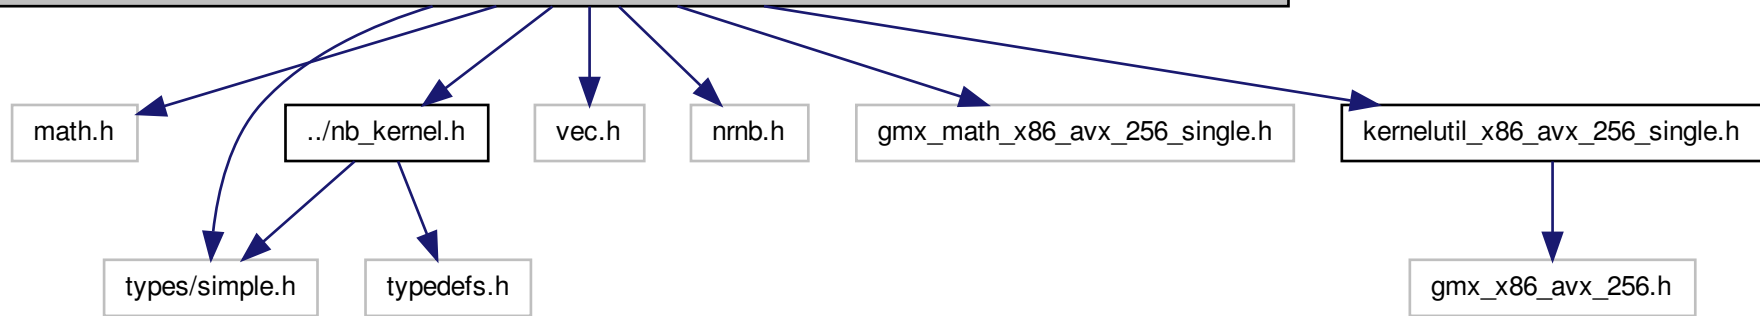 math.h
../nb_kernel.h
vec.h
nrnb.h
gmx_math_x86_avx_256_single.h
kernelutil_x86_avx_256_single.h
types/simple.h
typedefs.h
gmx_x86_avx_256.h